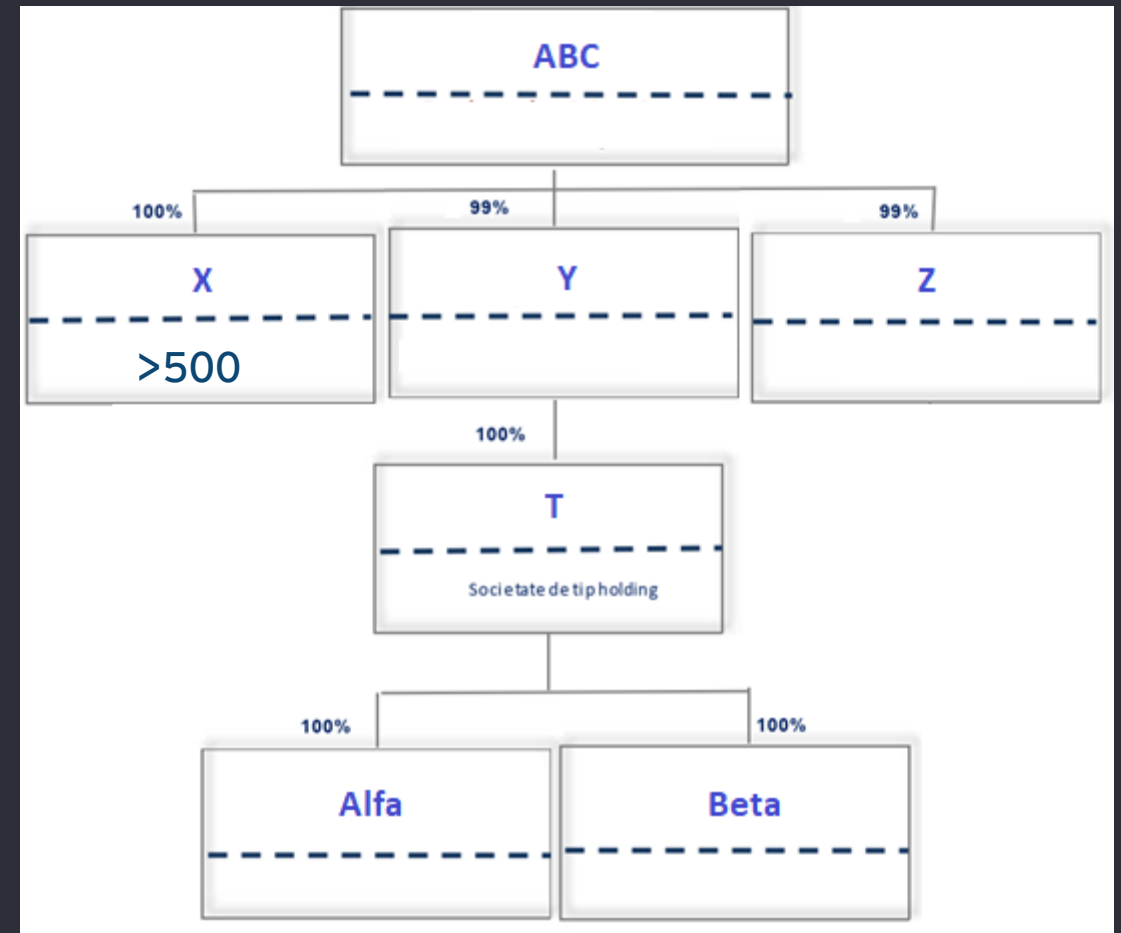 ABC
100%
99%
99%
X
Y
Z
>500
100%
T
Societate de tip holding
100%
100%
Alfa
Beta